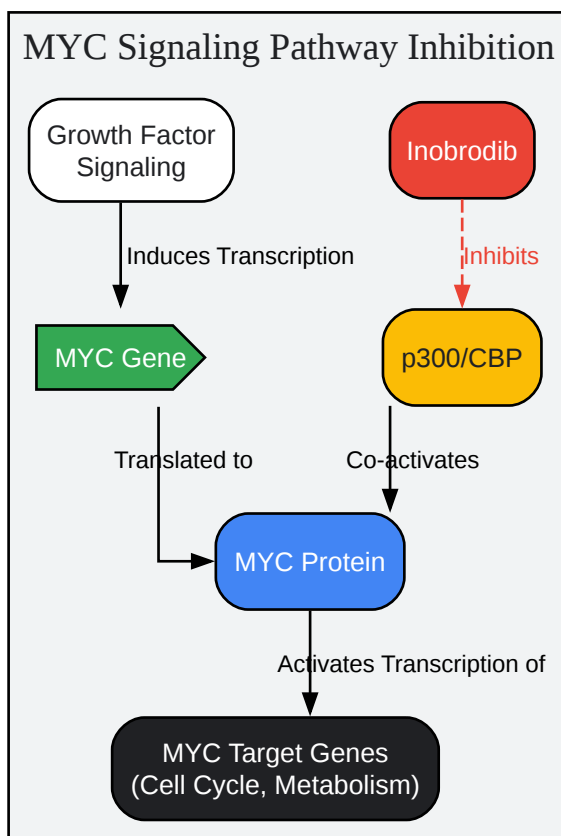 MYC Signaling Pathway Inhibition
Growth Factor
Signaling
Inobrodib
Induces Transcription
Inhibits
MYC Gene
p300/CBP
Translated to
Co-activates
MYC Protein
Activates Transcription of
MYC Target Genes
(Cell Cycle, Metabolism)